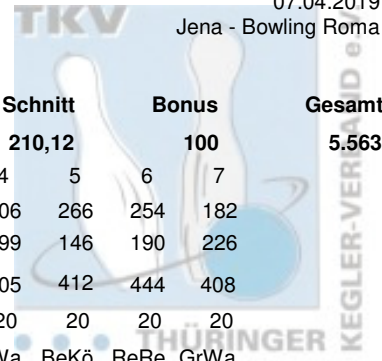 TKV
07.04.2019
Jena - Bowling Roma
Schnitt Bonus Gesamt
210,12 100 5.563
4 5 6 7
06 266 254 182
99 146 190 226
05 412 444 408
20 20 20 20
Wa BeKö ReRe GrWa
THÜRINGER
KEGLER-VERBAND e.V.